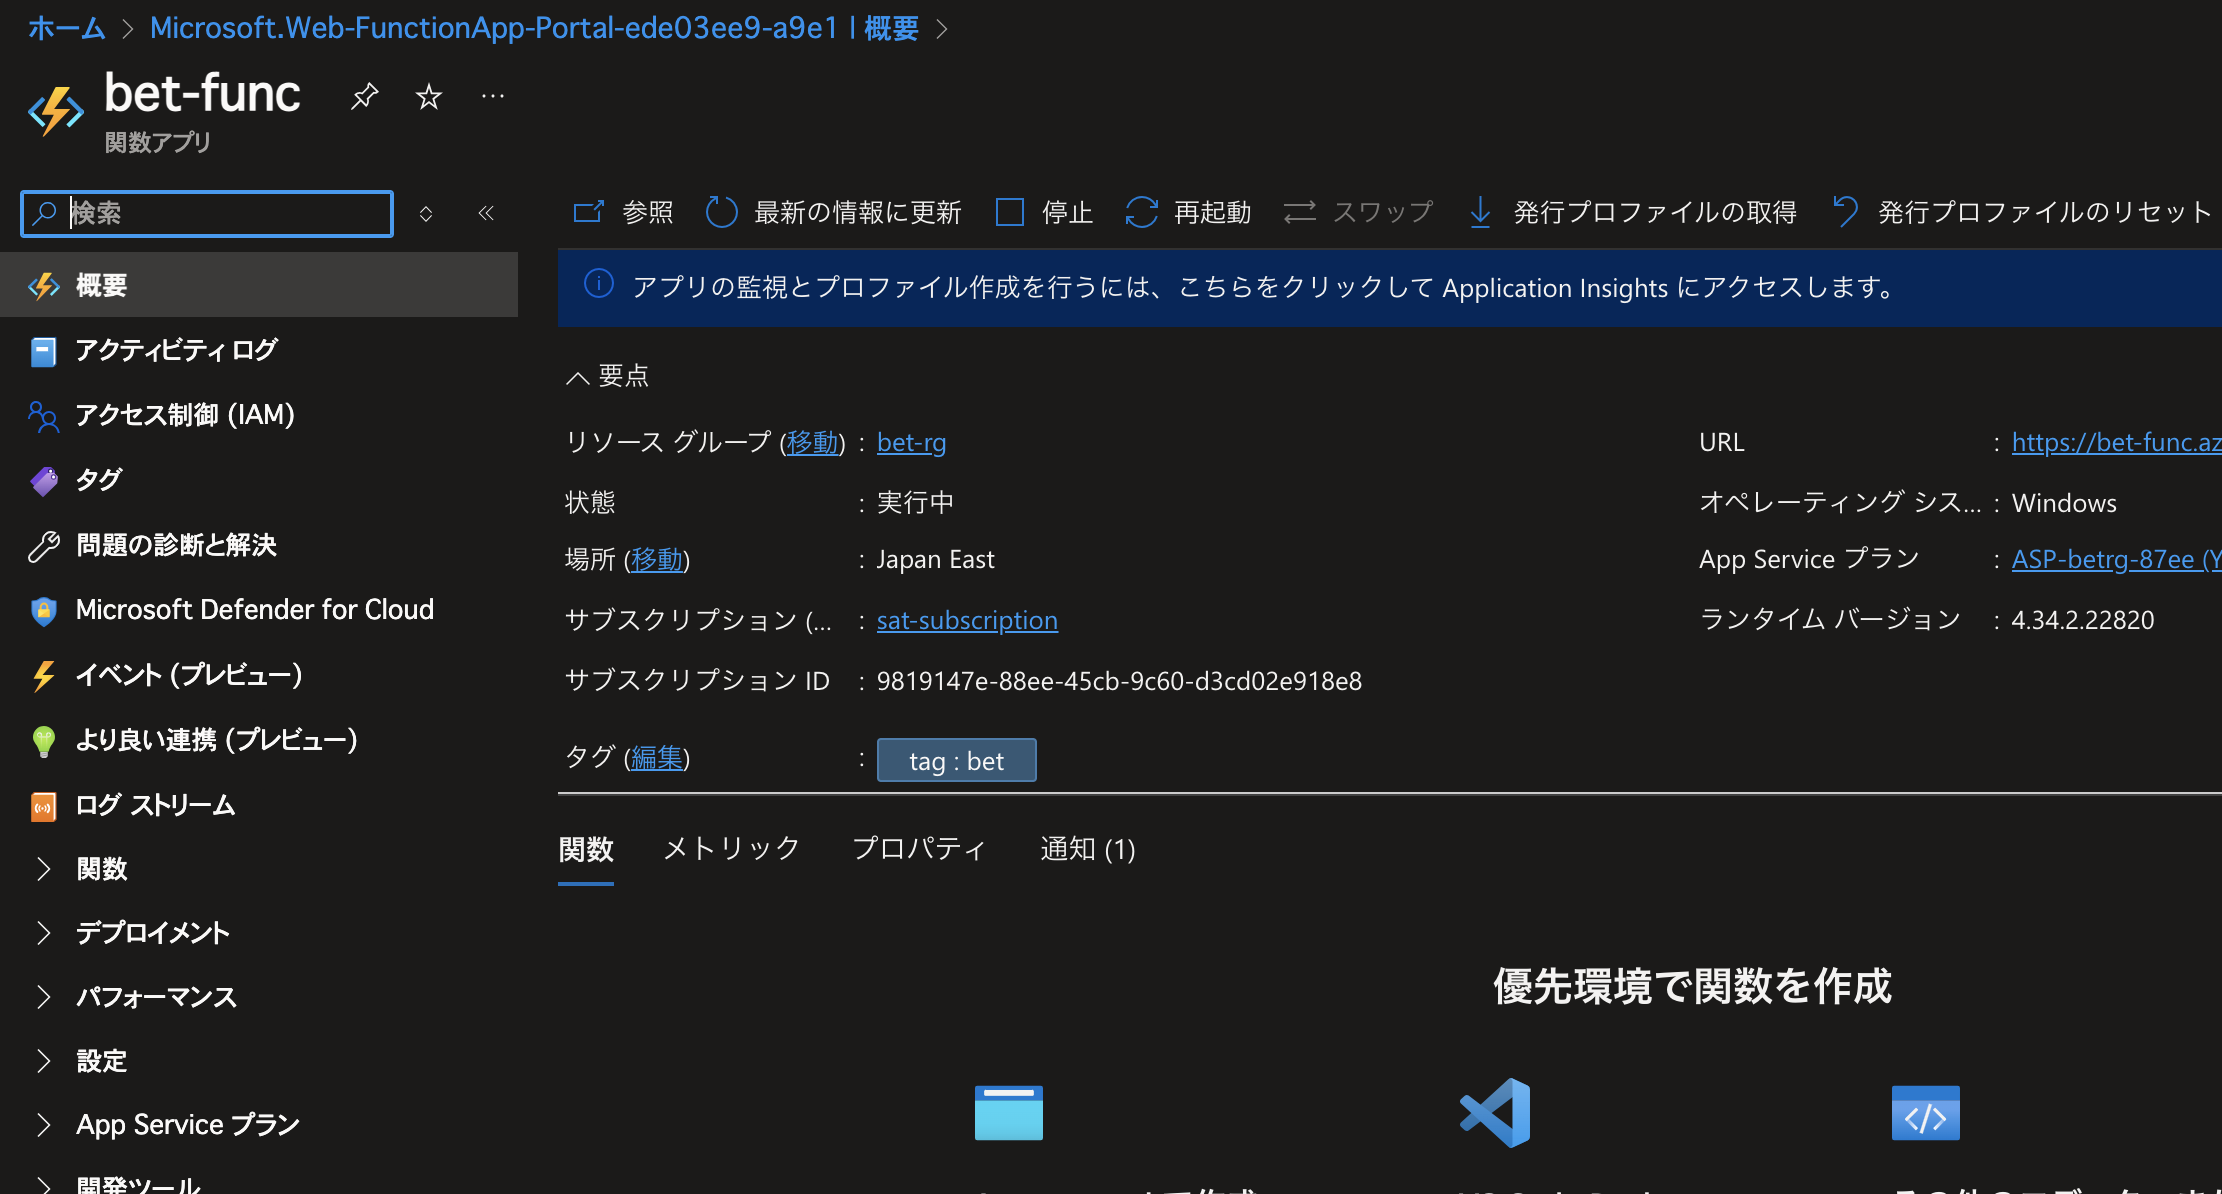 ホーム > Microsoft.Web-FunctionApp-Portal-ede03ee9-a9e1 | 概要 >
bet-func
関数アプリ
検索
概要
アクティビティ ログ
アクセス制御 (IAM)
タグ
問題の診断と解決
Microsoft Defender for Cloud
イベント (プレビュー)
より良い連携 (プレビュー)
ログ ストリーム
関数
デプロイメント
パフォーマンス
設定
App Service プラン
開発ツール
参照 最新の情報に更新 停止 再起動 スワップ 発行プロファイルの取得 発行プロファイルのリセット
アプリの監視とプロファイル作成を行うには、こちらをクリックして Application Insights にアクセスします。
要点
リソース グループ (移動) : bet-rg
状態 : 実行中
場所 (移動) : Japan East
サブスクリプション (... : sat-subscription
サブスクリプション ID : 9819147e-88ee-45cb-9c60-d3cd02e918e8
タグ (編集) : tag : bet
URL : https://bet-func.az
オペレーティング シス... : Windows
App Service プラン : ASP-betrg-87ee (Y
ランタイム バージョン : 4.34.2.22820
関数 メトリック プロパティ 通知 (1)
優先環境で関数を作成